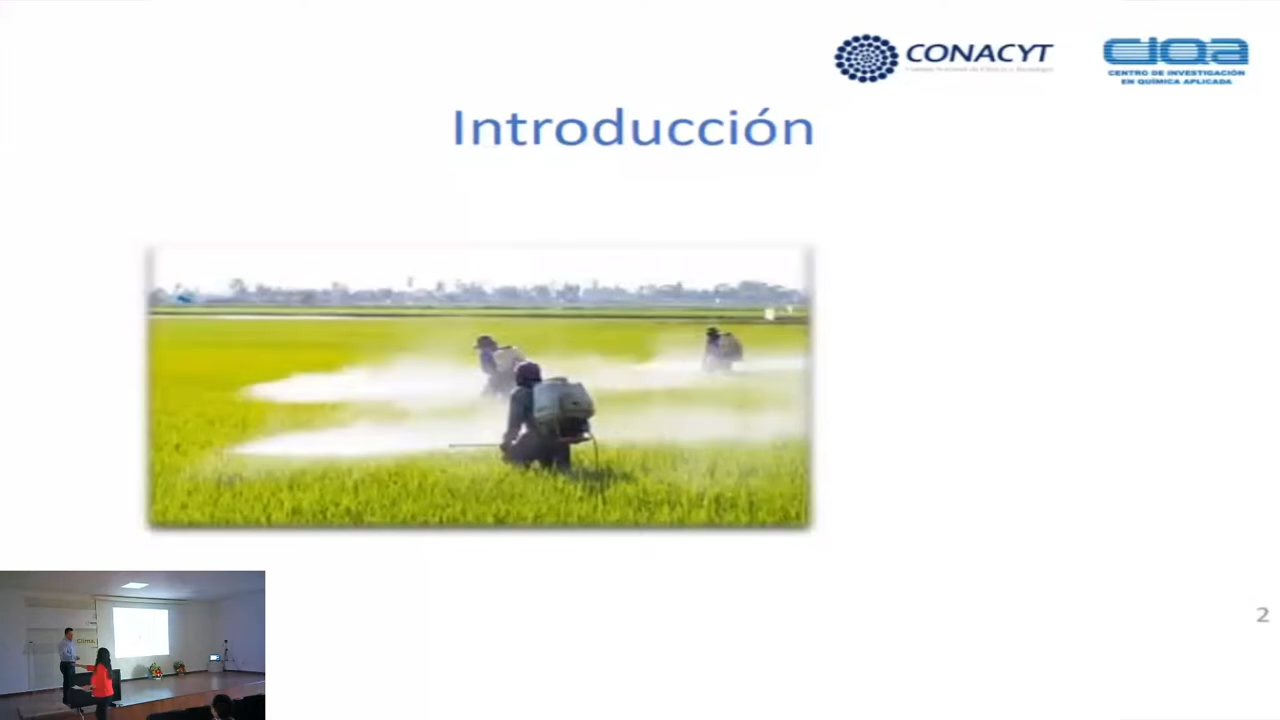 CONACYT
CIQA
CENTRO DE INVESTIGACIÓN
EN QUÍMICA APLICADA
Introducción
2